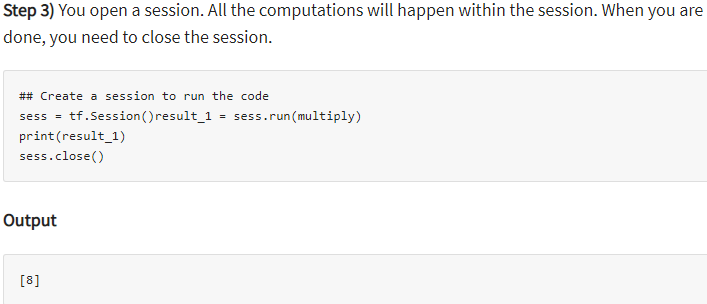 Step 3) You open a session. All the computations will happen within the session. When you are
done, you need to close the session.
## Create a session to run the code
sess = tf.Session()result_1 = sess.run(multiply)
print(result_1)
sess.close()
Output
[8]